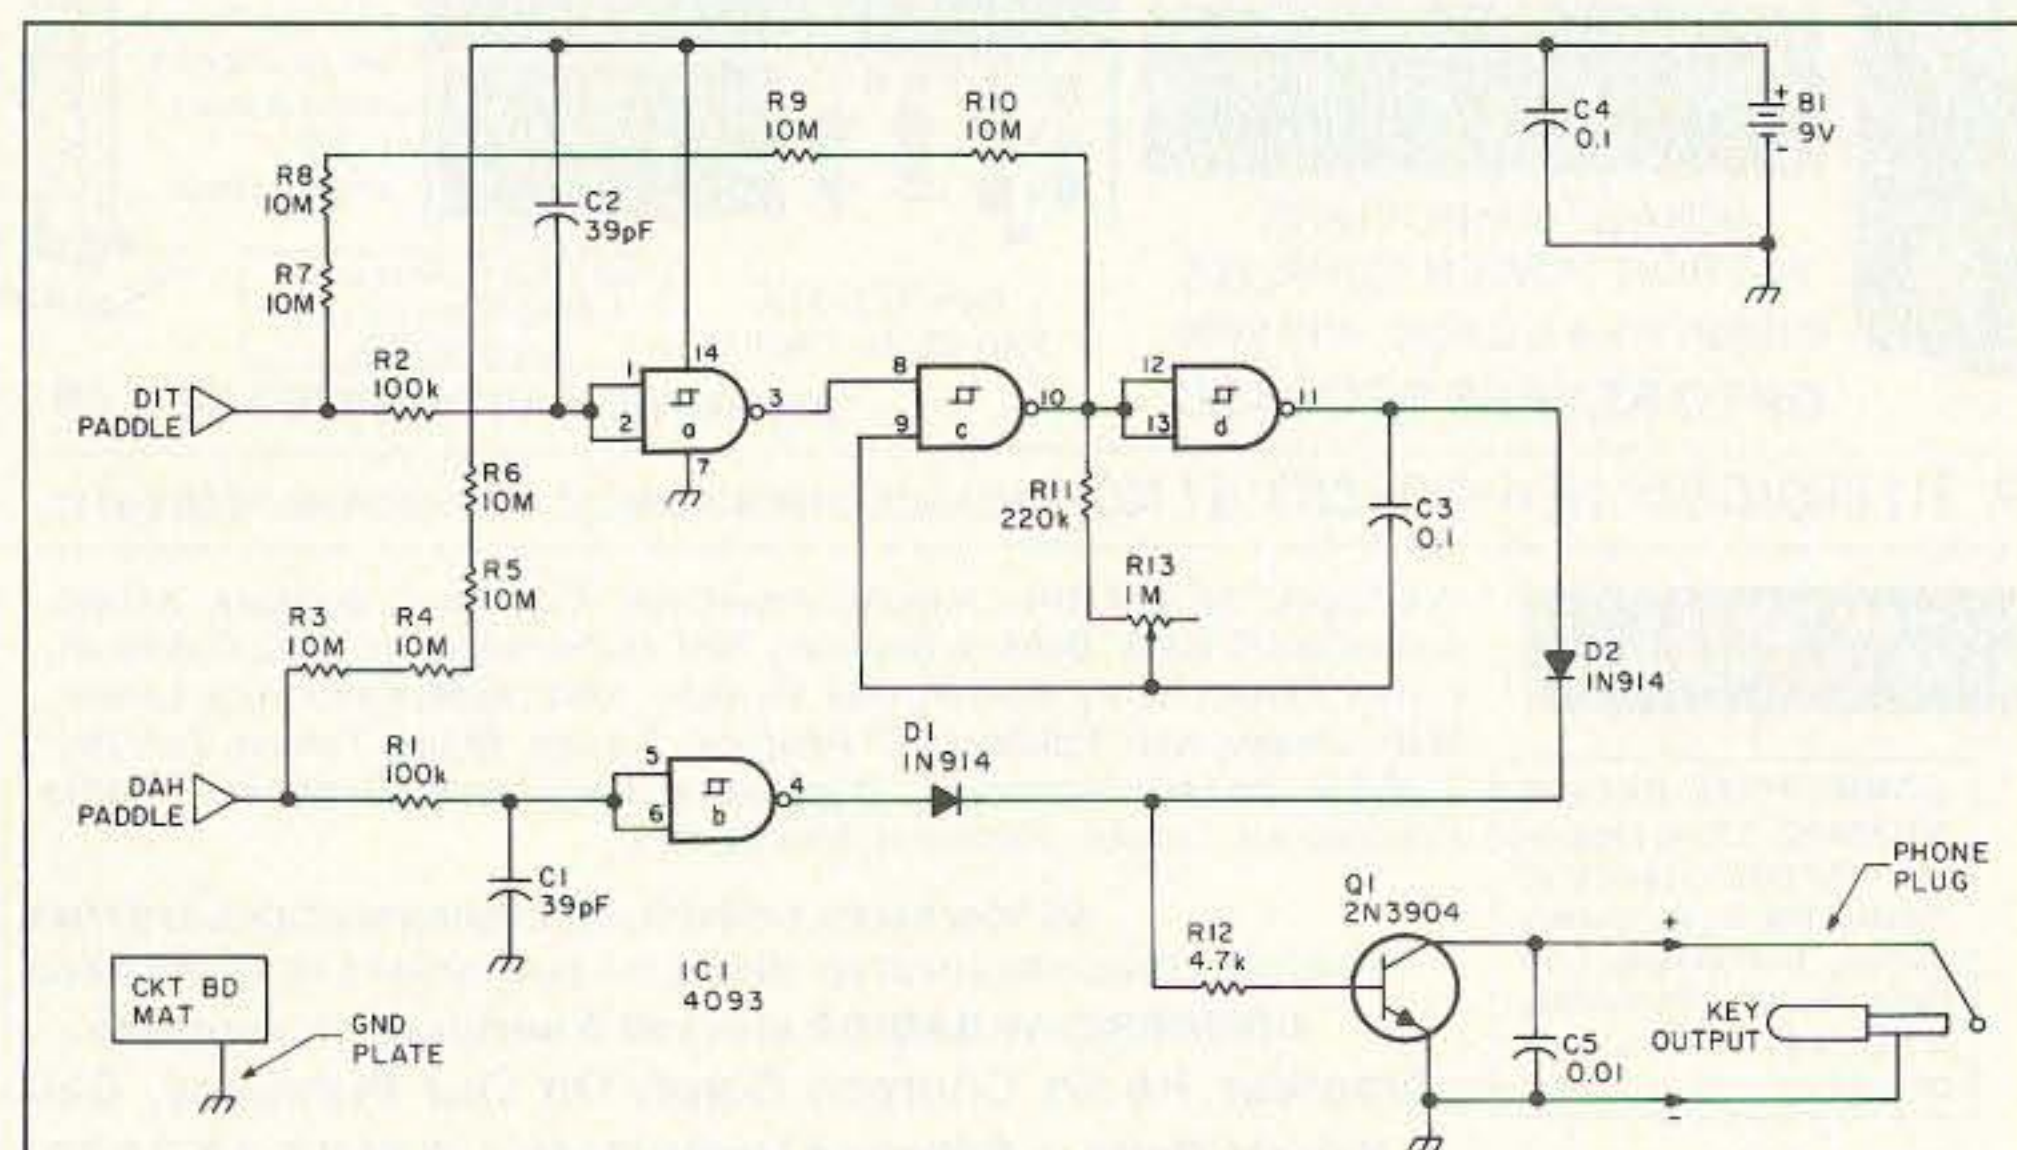 R9
10M
R10
10M
C4
0.1
+
B1
9V
-
R8
10M
C2
39pF
R7
10M
R2
100k
DIT
PADDLE
1
2
14
3
a
7
8
9
10
c
12
13
11
d
R6
10M
R11
220k
C3
0.1
R5
10M
R13
1M
R3
10M
R4
10M
D2
1N914
D1
1N914
R1
100k
DAH
PADDLE
5
6
4
b
C1
39pF
PHONE
PLUG
Q1
2N3904
+
R12
4.7k
IC1
4093
CKT BD
MAT
GND
PLATE
KEY
OUTPUT
C5
0.01
-